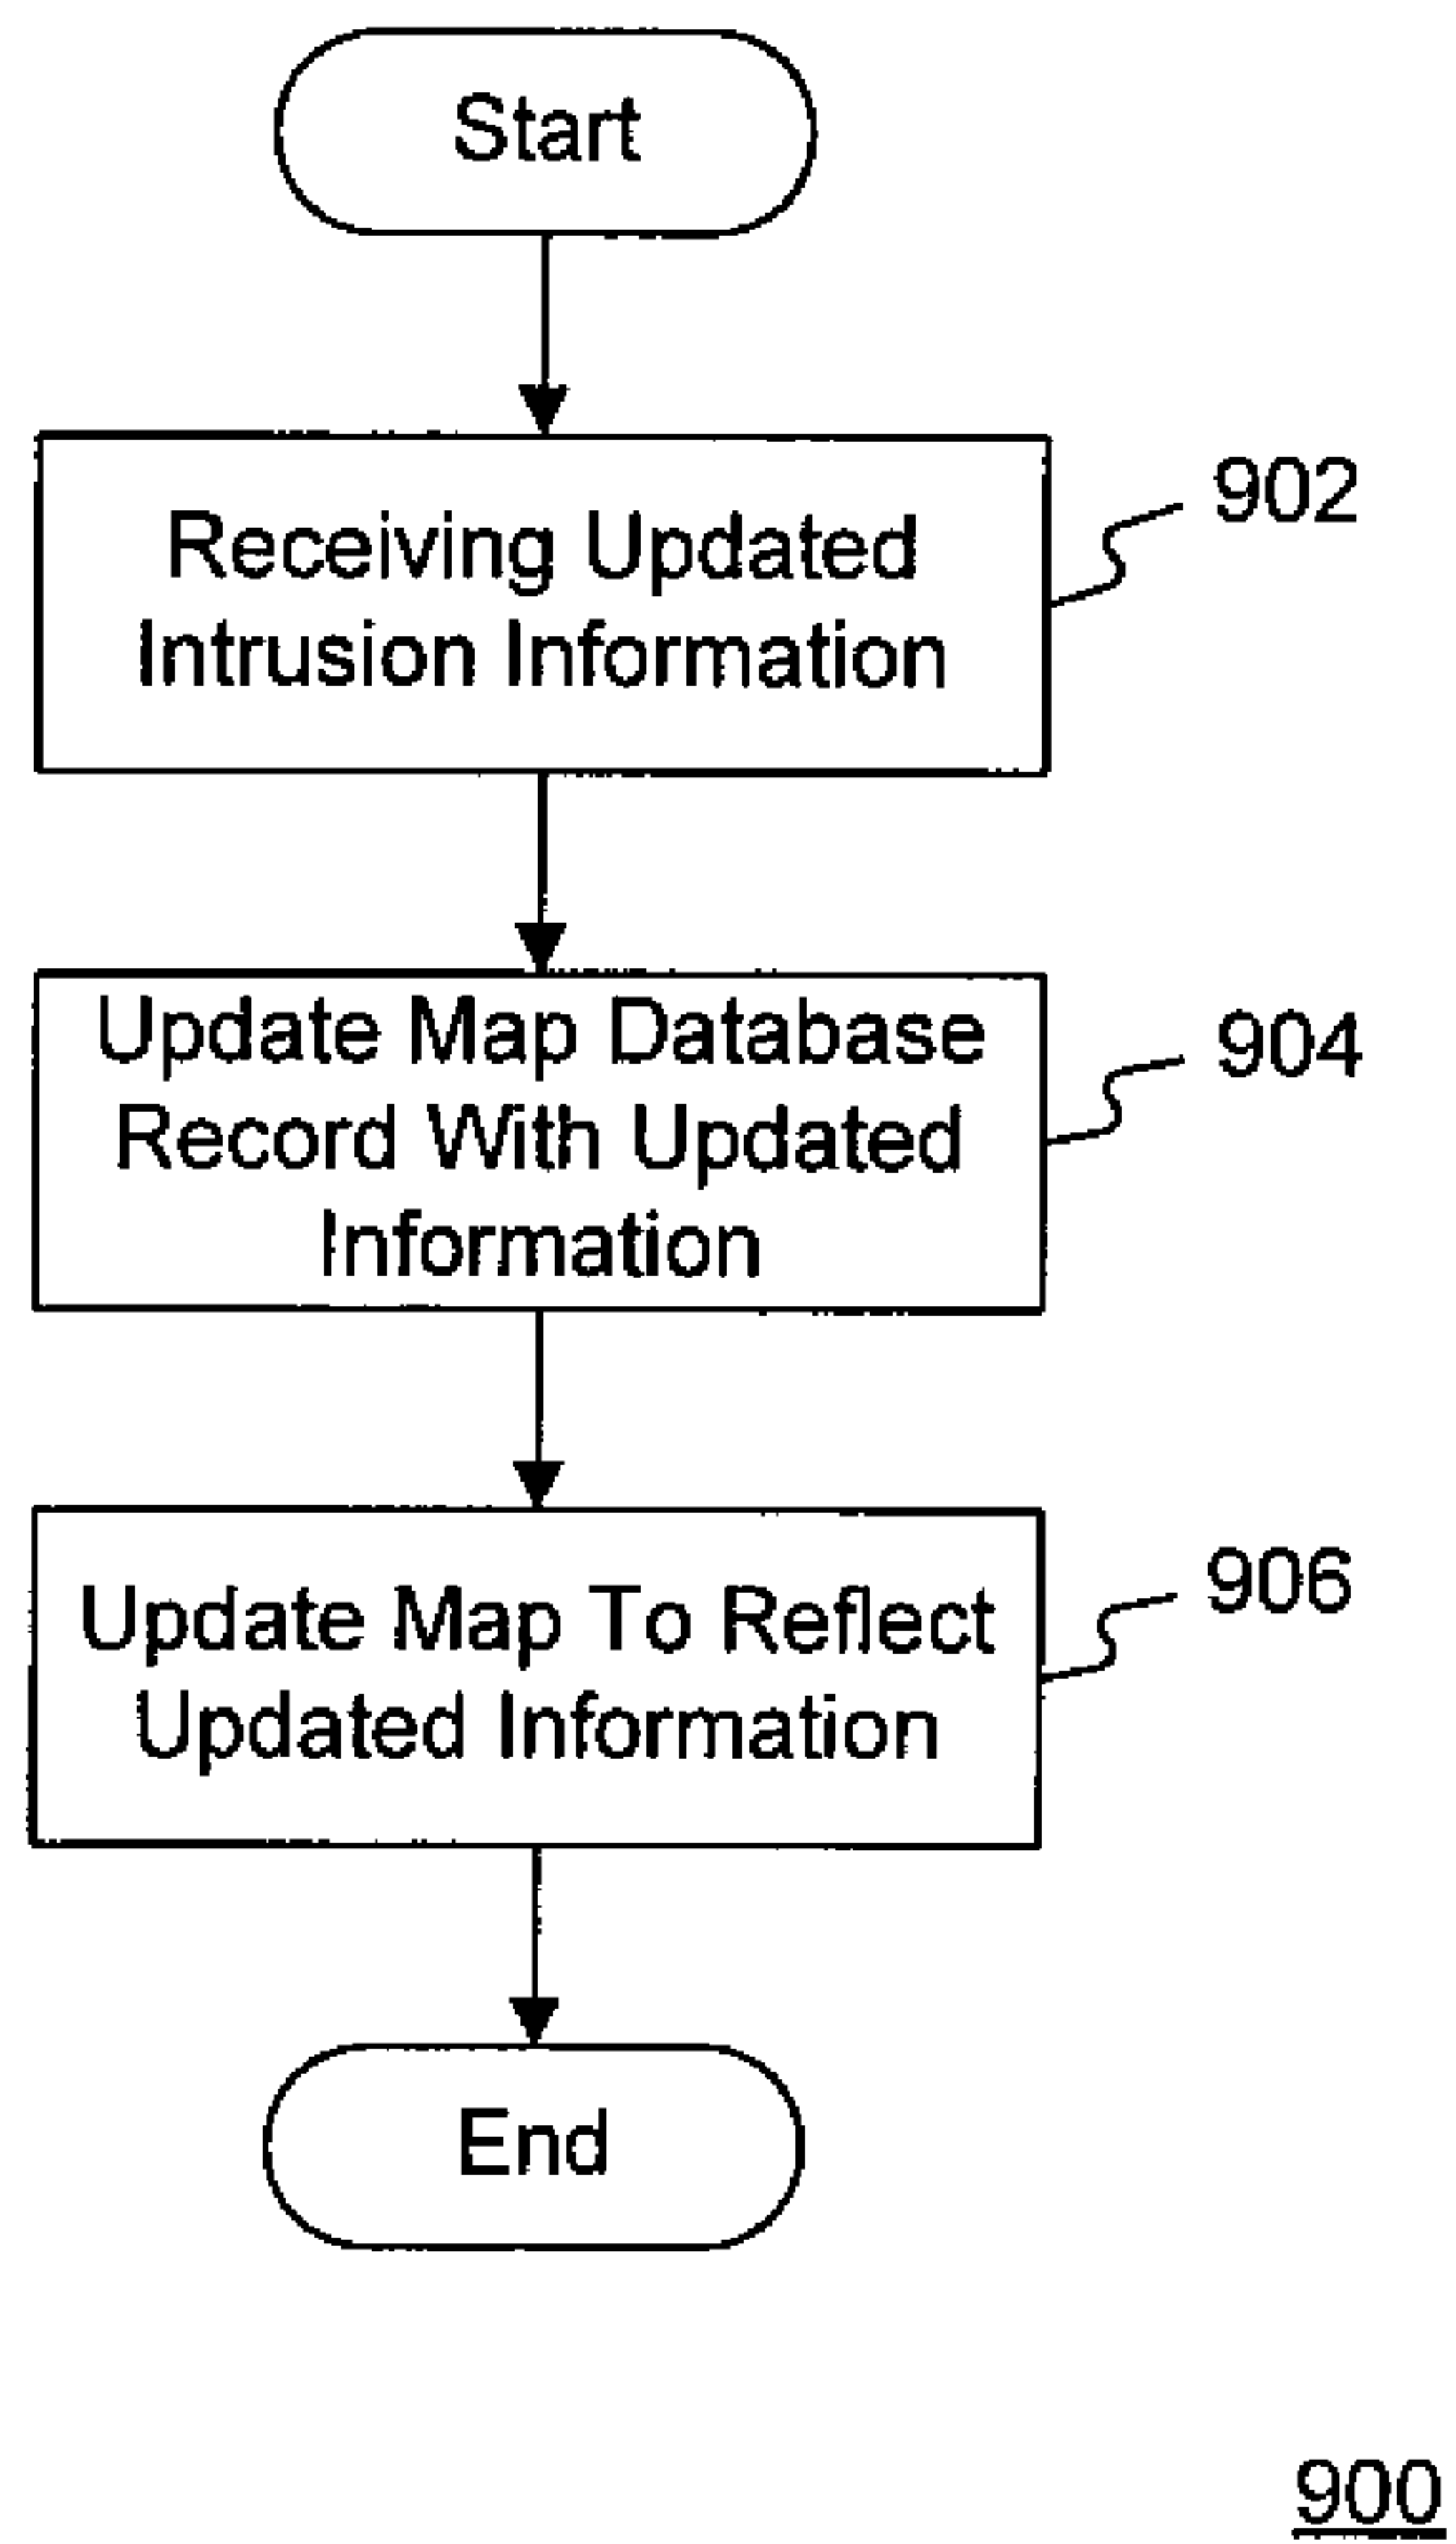 Start
Receiving Updated
Intrusion Information
902
Update Map Database
Record With Updated
Information
904
Update Map To Reflect
Updated Information
906
End
900